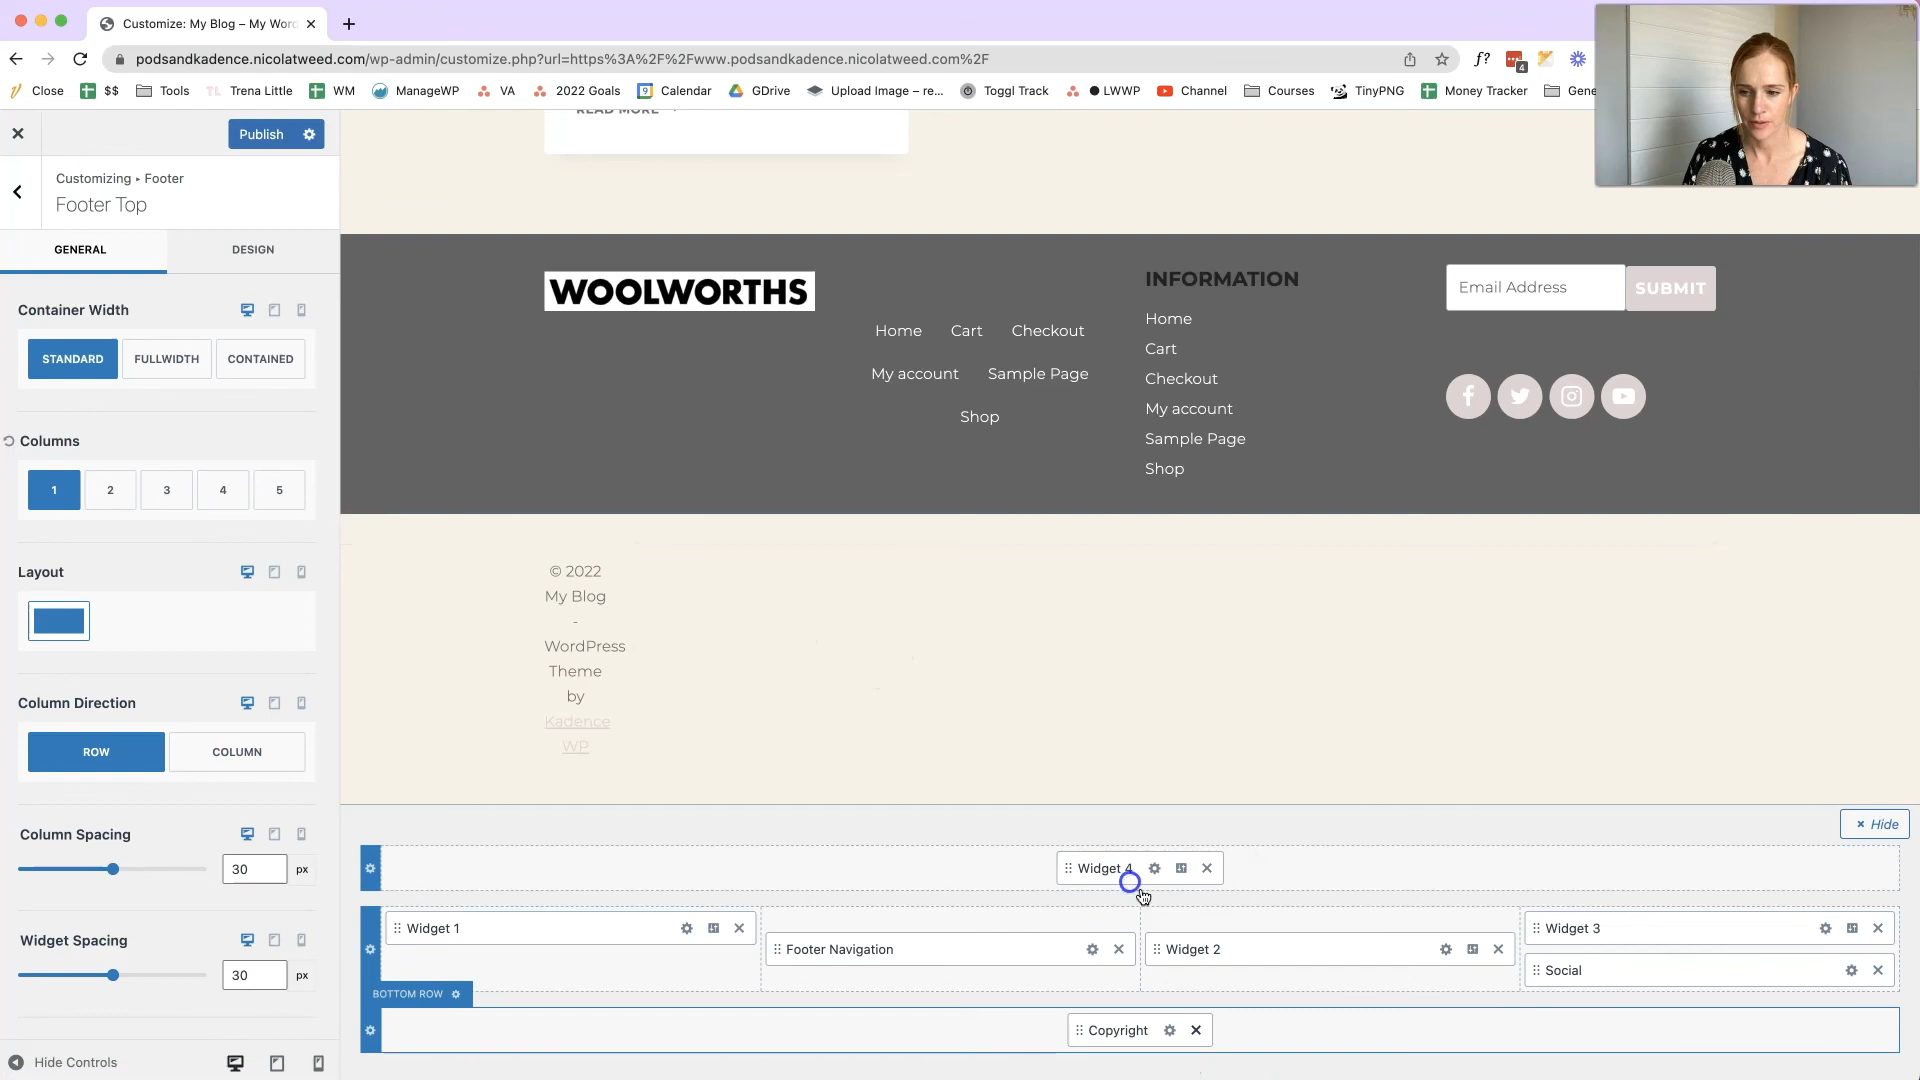 Customize: My Blog – My Word
podsandkadence.nicolatweed.com/wp-admin/customize.php?url=https%3A%2F%2Fwww.podsandkadence.nicolatweed.com%2F
f?
4
Close
$$
Tools
TL Trena Little
WM
ManageWP
VA
2022 Goals
Calendar
GDrive
Upload Image – re...
Toggl Track
LWWP
Channel
Courses
TinyPNG
Money Tracker
Gene
Publish
Customizing ▸ Footer
Footer Top
GENERAL
DESIGN
Container Width
STANDARD
FULLWIDTH
CONTAINED
Columns
1
2
3
4
5
Layout
Column Direction
ROW
COLUMN
Column Spacing
30
px
Widget Spacing
30
px
Hide Controls
READ MORE
WOOLWORTHS
Home Cart Checkout
My account Sample Page
Shop
INFORMATION
Home
Cart
Checkout
My account
Sample Page
Shop
Email Address
SUBMIT
© 2022
My Blog
-
WordPress
Theme
by
Kadence
WP
× Hide
Widget 4
Widget 1
Footer Navigation
Widget 2
Widget 3
Social
BOTTOM ROW
Copyright